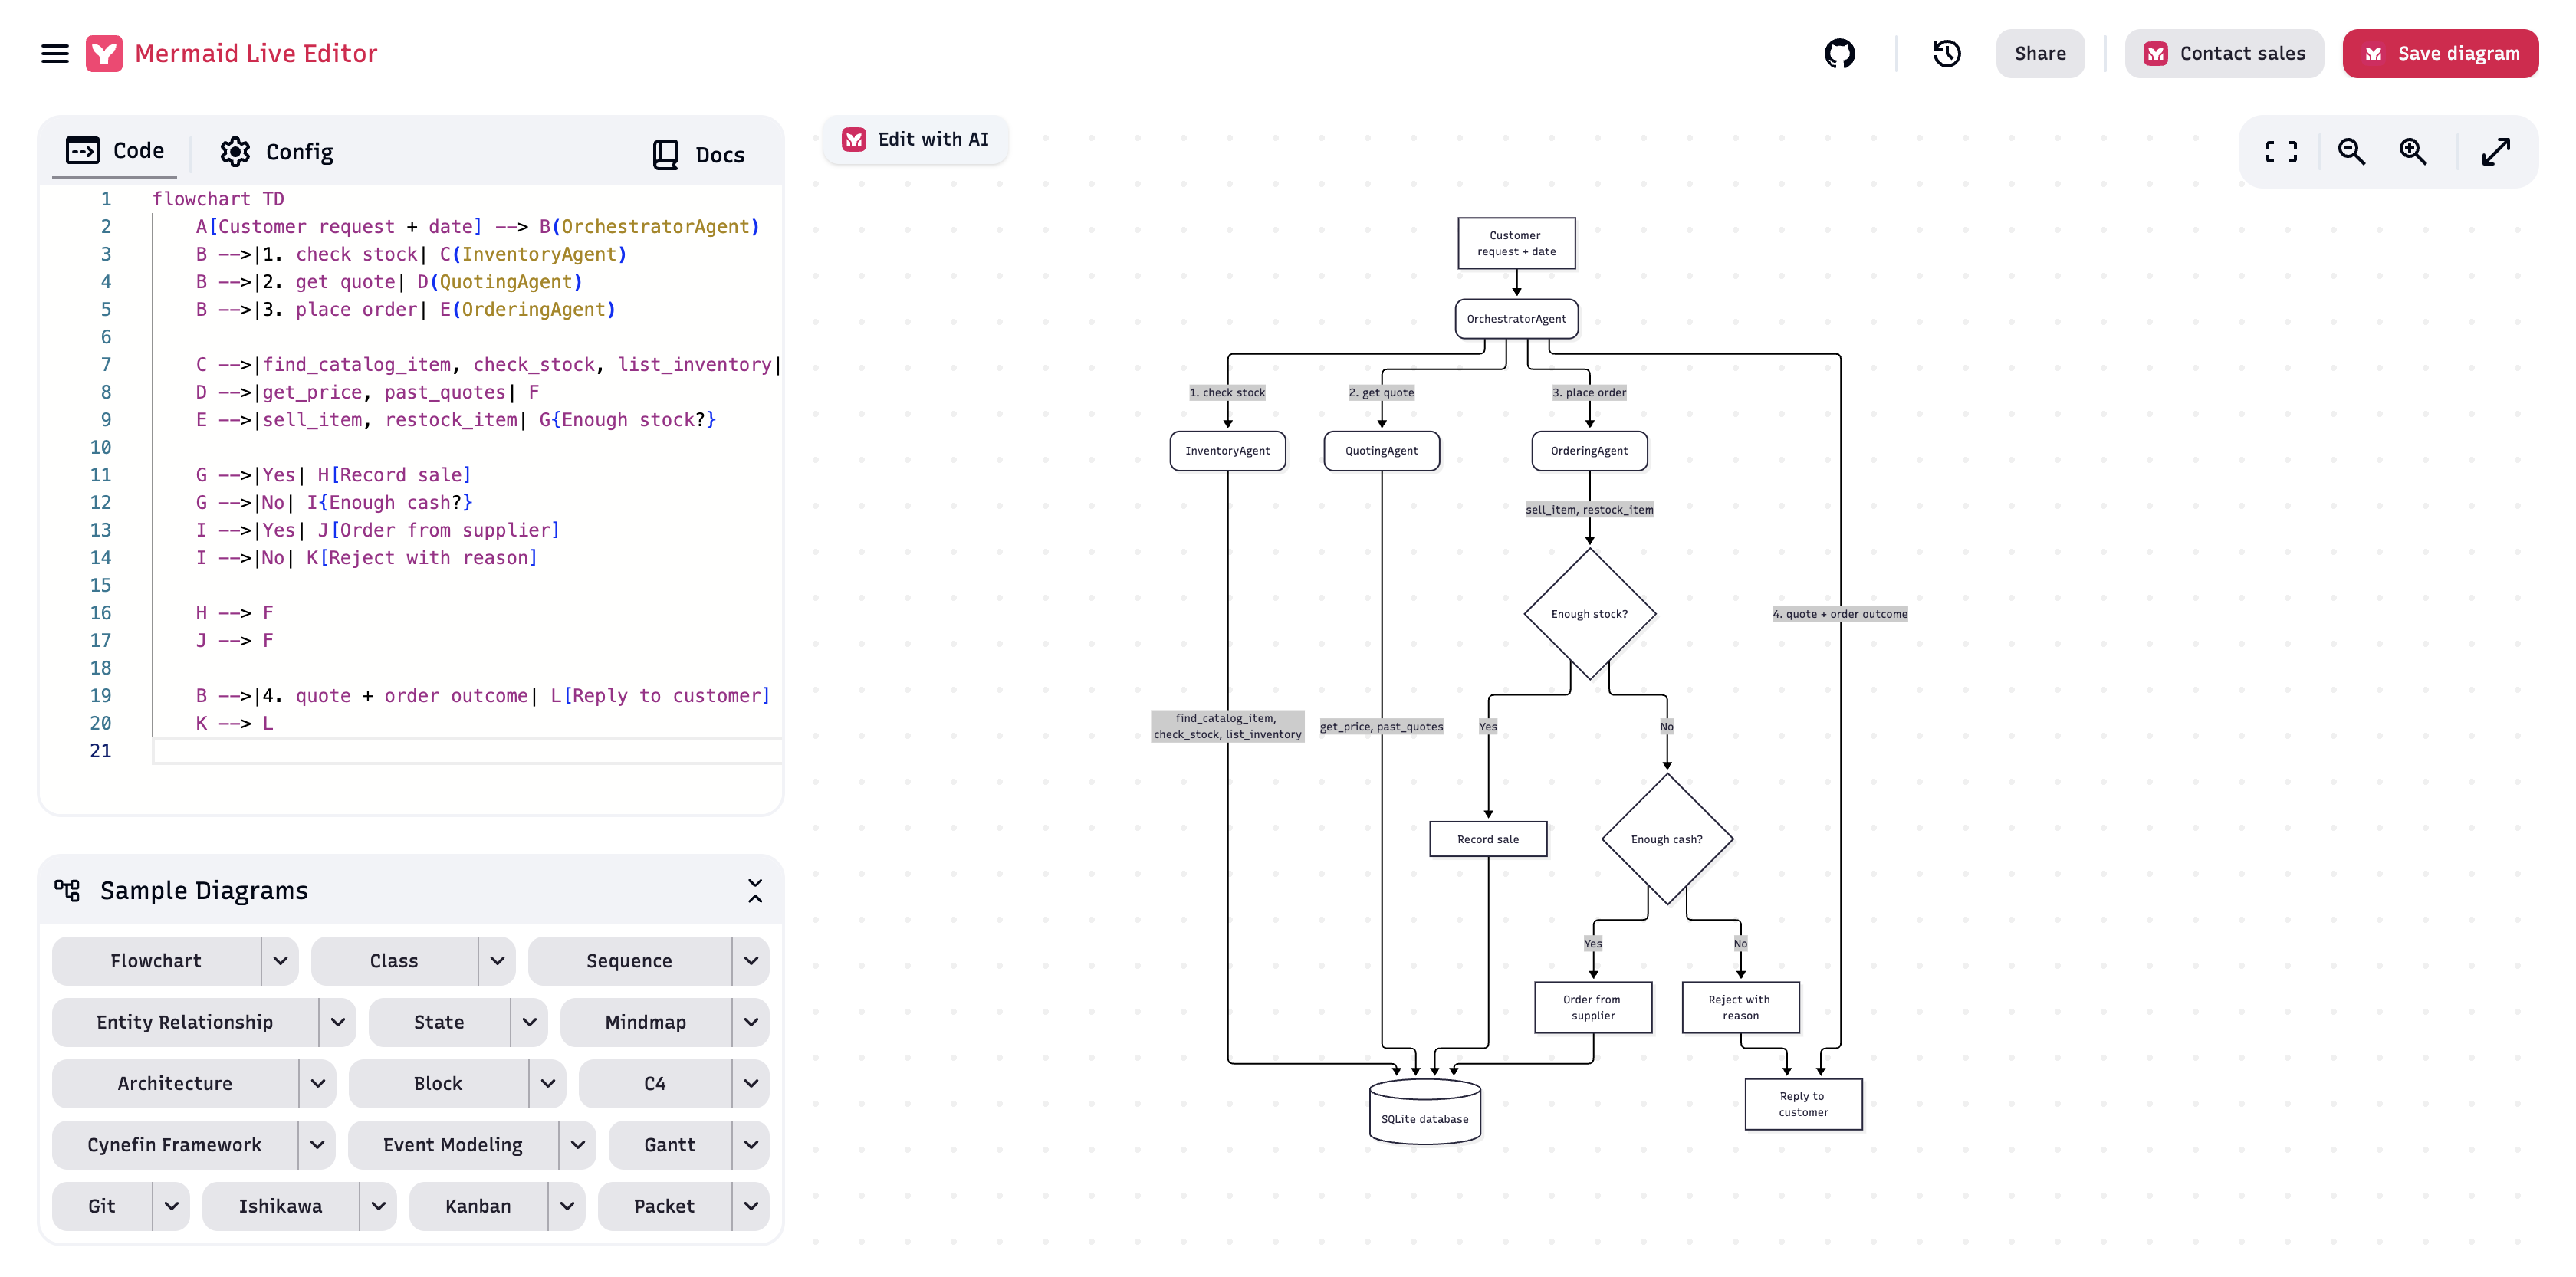 Mermaid Live Editor
Share
Contact sales
Save diagram
Code
Config
Docs
1 flowchart TD
2 A[Customer request + date] --> B(OrchestratorAgent)
3 B -->|1. check stock| C(InventoryAgent)
4 B -->|2. get quote| D(QuotingAgent)
5 B -->|3. place order| E(OrderingAgent)
6
7 C -->|find_catalog_item, check_stock, list_inventory|
8 D -->|get_price, past_quotes| F
9 E -->|sell_item, restock_item| G{Enough stock?}
10
11 G -->|Yes| H[Record sale]
12 G -->|No| I{Enough cash?}
13 I -->|Yes| J[Order from supplier]
14 I -->|No| K[Reject with reason]
15
16 H --> F
17 J --> F
18
19 B -->|4. quote + order outcome| L[Reply to customer]
20 K --> L
21
Sample Diagrams
Flowchart
Class
Sequence
Entity Relationship
State
Mindmap
Architecture
Block
C4
Cynefin Framework
Event Modeling
Gantt
Git
Ishikawa
Kanban
Packet
Edit with AI
Customer
request + date
OrchestratorAgent
1. check stock
2. get quote
3. place order
InventoryAgent
QuotingAgent
OrderingAgent
sell_item, restock_item
Enough stock?
4. quote + order outcome
find_catalog_item,
check_stock, list_inventory
get_price, past_quotes
Yes
No
Record sale
Enough cash?
Yes
No
Order from
supplier
Reject with
reason
SQLite database
Reply to
customer